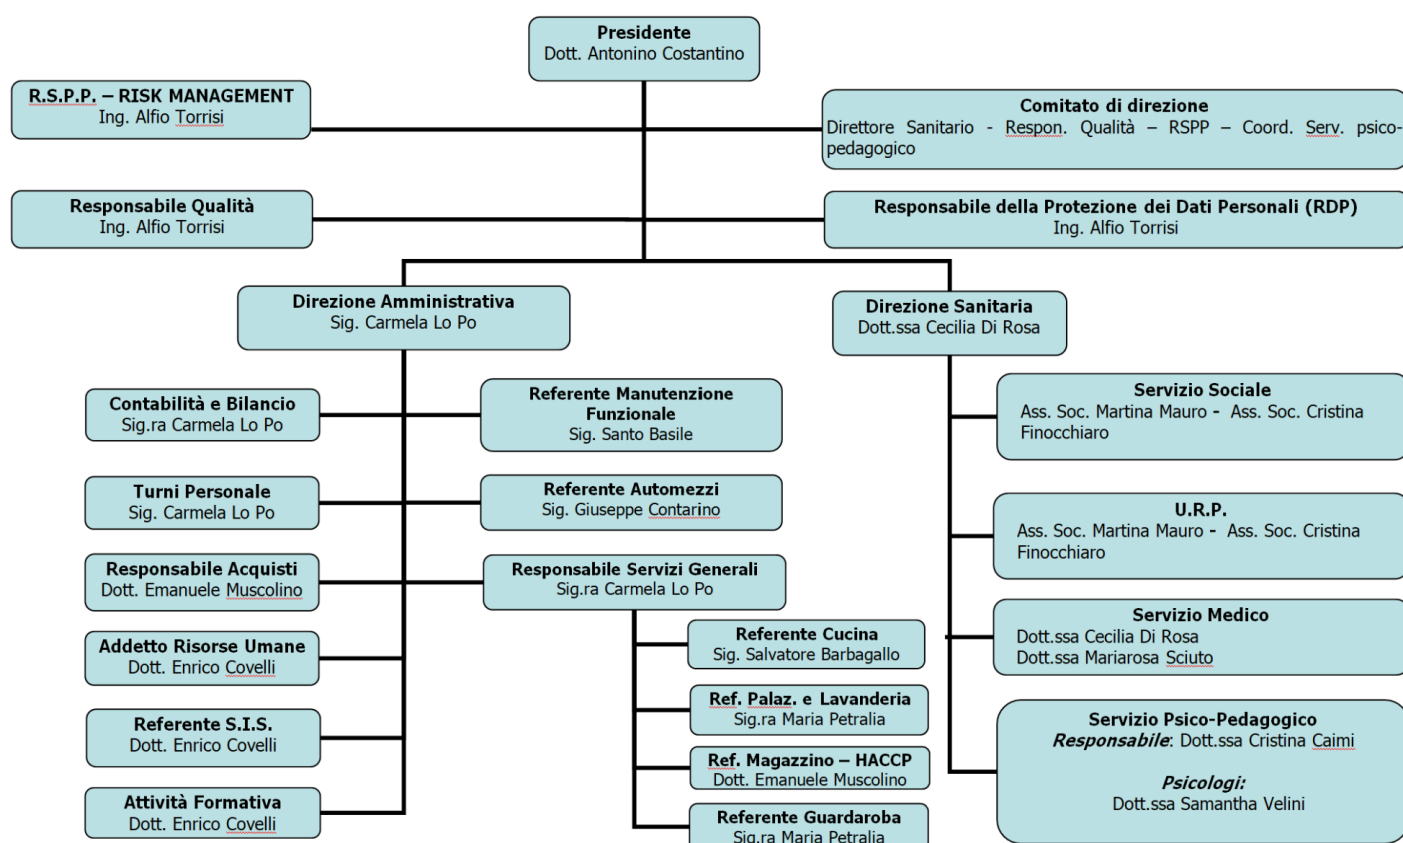 Presidente
Dott. Antonino Costantino
R.S.P.P. – RISK MANAGEMENT
Ing. Alfio Torrisi
Comitato di direzione
Direttore Sanitario - Respon. Qualità – RSPP – Coord. Serv. psico-
pedagogico
Responsabile Qualità
Ing. Alfio Torrisi
Responsabile della Protezione dei Dati Personali (RDP)
Ing. Alfio Torrisi
Direzione Amministrativa
Sig. Carmela Lo Po
Direzione Sanitaria
Dott.ssa Cecilia Di Rosa
Contabilità e Bilancio
Sig.ra Carmela Lo Po
Referente Manutenzione
Funzionale
Sig. Santo Basile
Servizio Sociale
Ass. Soc. Martina Mauro - Ass. Soc. Cristina
Finocchiaro
Turni Personale
Sig. Carmela Lo Po
Referente Automezzi
Sig. Giuseppe Contarino
U.R.P.
Ass. Soc. Martina Mauro - Ass. Soc. Cristina
Finocchiaro
Responsabile Acquisti
Dott. Emanuele Muscolino
Responsabile Servizi Generali
Sig.ra Carmela Lo Po
Servizio Medico
Dott.ssa Cecilia Di Rosa
Dott.ssa Mariarosa Sciuto
Addetto Risorse Umane
Dott. Enrico Covelli
Referente Cucina
Sig. Salvatore Barbagallo
Ref. Palaz. e Lavanderia
Sig.ra Maria Petralia
Referente S.I.S.
Dott. Enrico Covelli
Servizio Psico-Pedagogico
Responsabile: Dott.ssa Cristina Caimi
Psicologi:
Dott.ssa Samantha Velini
Ref. Magazzino – HACCP
Dott. Emanuele Muscolino
Attività Formativa
Dott. Enrico Covelli
Referente Guardaroba
Sig.ra Maria Petralia